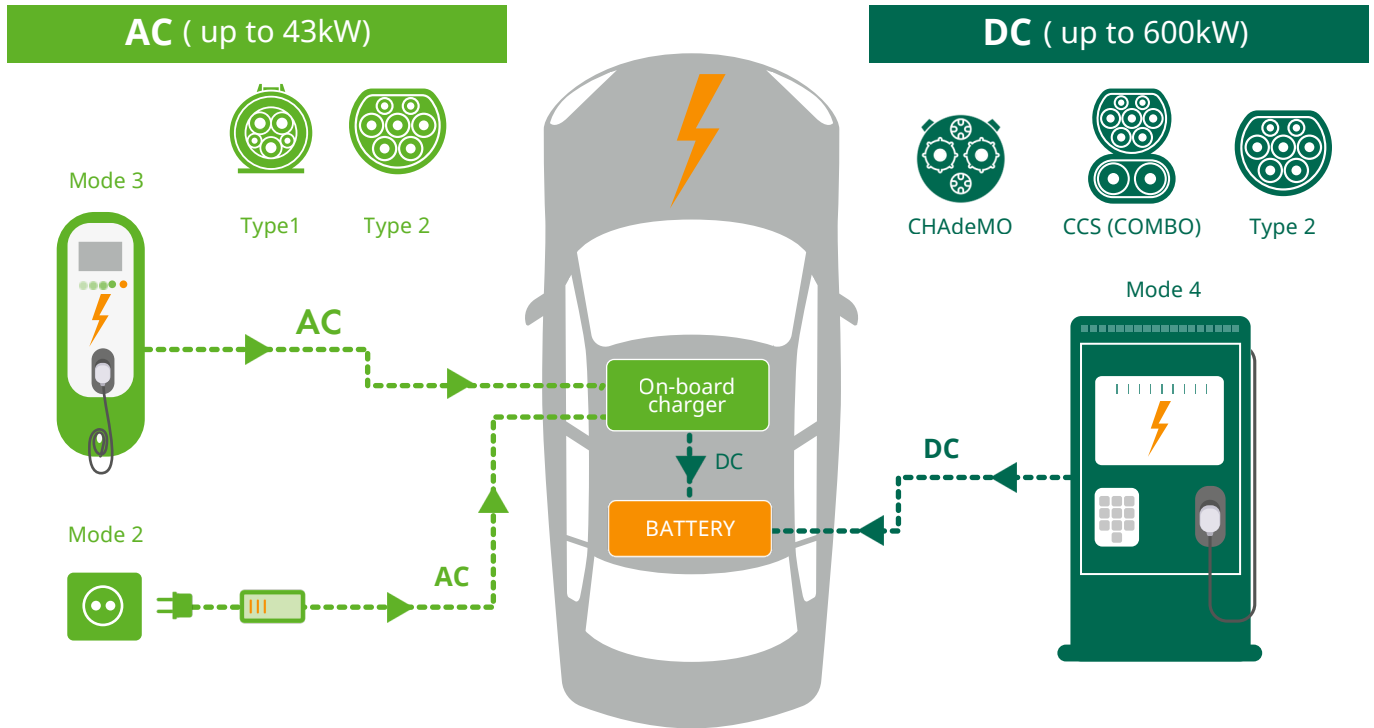 AC ( up to 43kW)
DC ( up to 600kW)
Mode 3
Type1
Type 2
CHAdeMO
CCS (COMBO)
Type 2
Mode 4
AC
On-board
charger
DC
DC
BATTERY
Mode 2
AC